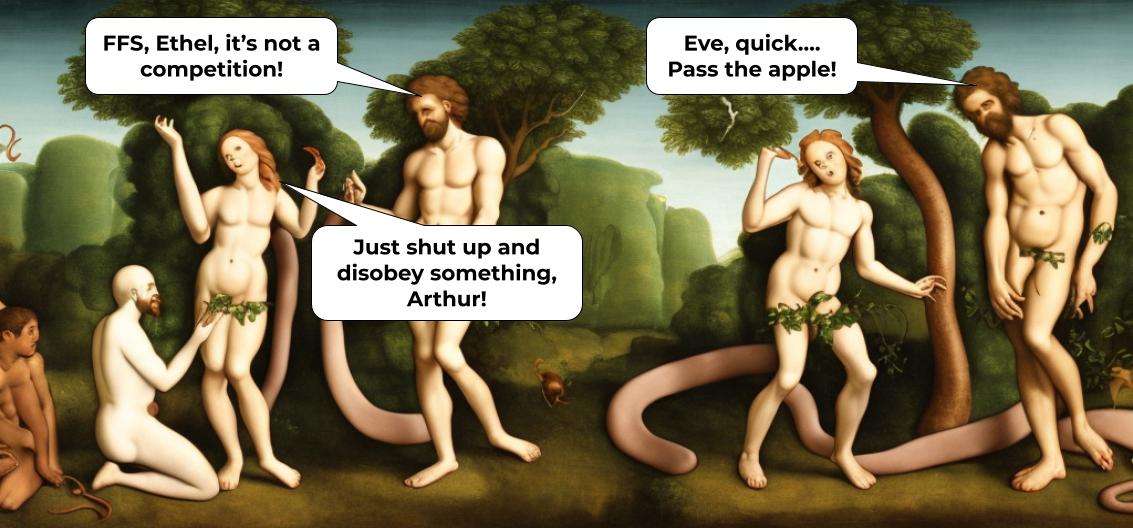 FFS, Ethel, it’s not a
competition!
Just shut up and
disobey something,
Arthur!
Eve, quick....
Pass the apple!